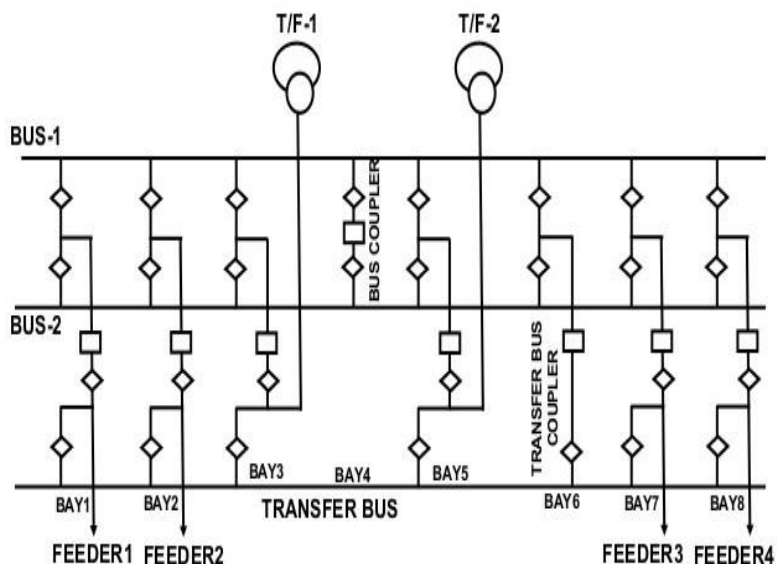 T/F-1
T/F-2
BUS-1
BUS COUPLER
BUS-2
TRANSFER BUS
COUPLER
BAY1
BAY2
BAY3
BAY4
BAY5
BAY6
BAY7
BAY8
TRANSFER BUS
FEEDER1
FEEDER2
FEEDER3
FEEDER4